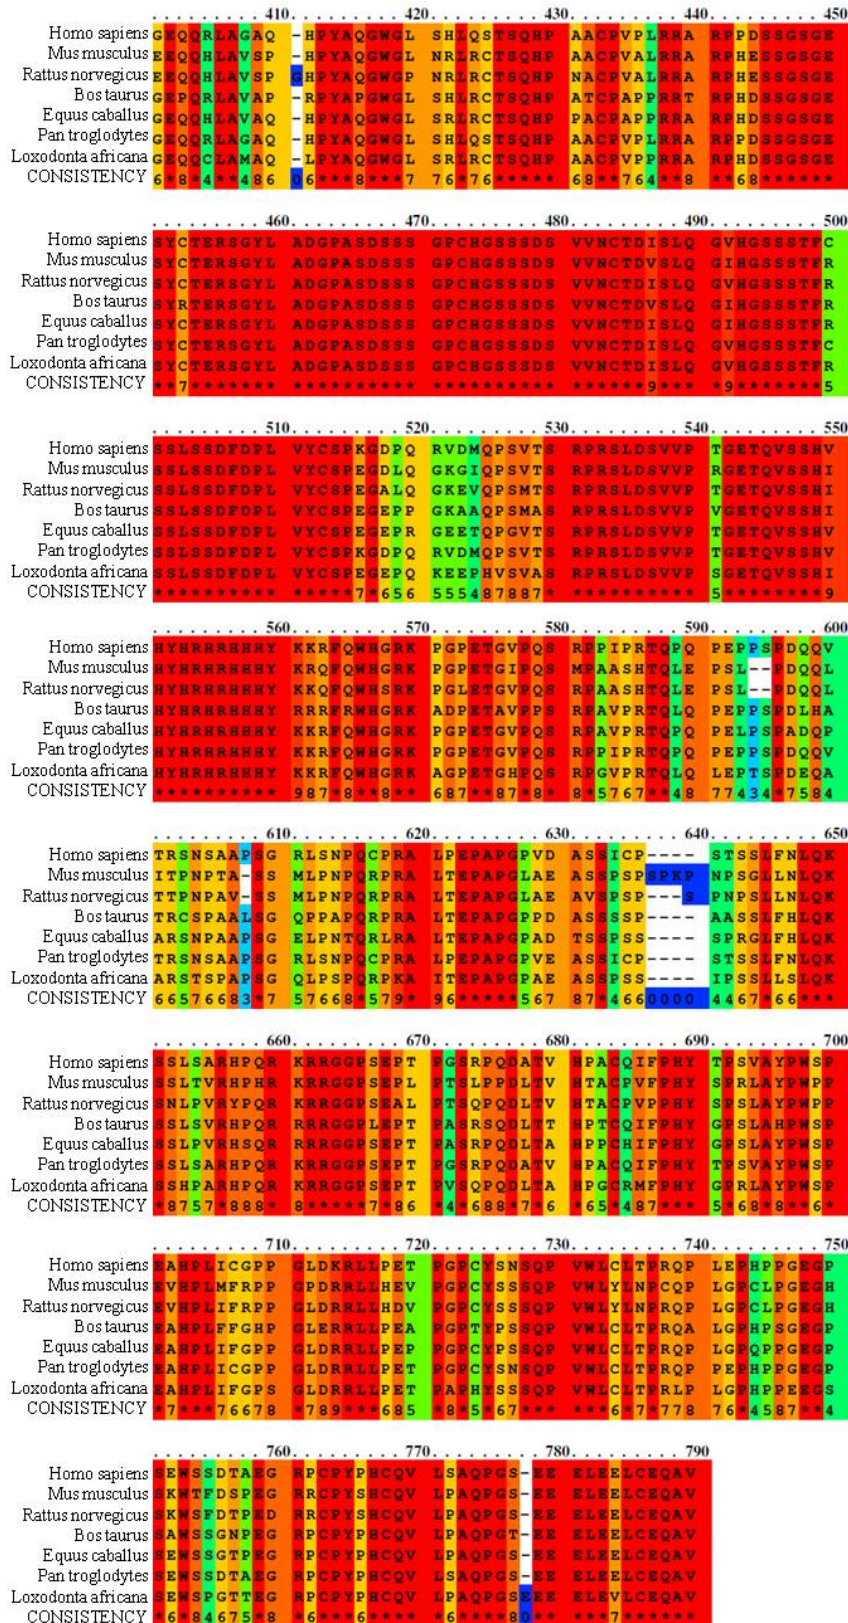 410 420 430 440 450
Homo sapiens GEQQRLAGAQ -HPYAQGWGL SHLQSTSQHP AACPVPLRRA RPPDSSGSGE
Mus musculus EEQQHLAVSP -HPYAQGWGL NRLRCTSQHP AACPVALRRA RPHESSGSGE
Rattus norvegicus EEQQHLAVSP GHPYAQGWGP NRLRCTSQHP NACPVALRRA RPHDSSGSGE
Bos taurus GEPQRLAVAP -RPYAPGWGL SRLRCTSQHP ATCPAPPRRT RPHDSSGSGE
Equus caballus GEQQHLAVAQ -HPYAQGWGL SHLRCTSQHP PACPVPPRRA RPHDSSGSGE
Pan troglodytes GEQQRLAGAQ -HPYAQGWGL SHLQSTSQHP AACPVPLRRA RPHDSSGSGE
Loxodonta africana GEQQCLAMAQ -LPYAQGWGL SRLRCTSQHP AACPVPPRRA RPHDSSGSGE
CONSISTENCY 6*8*4**486 06***8***7 76*76***** 68**764**8 **68******
460 470 480 490 500
Homo sapiens SYCTERSGYL ADGPASDSSS GPCHGSSSDS VVNCTDISLQ GVHGSSSTFC
Mus musculus SYCTERSGYL ADGPASDSSS GPCHGSSSDS VVNCTDVSLQ GIHGSSSTFR
Rattus norvegicus SYCTERSGYL ADGPASDSSS GPCHGSSSDS VVNCTDISLQ GVHGSSSTFR
Bos taurus SYRTERSGYL ADGPASDSSS GPCHGSSSDS VVNCTDVSLQ GIHGSSSTFR
Equus caballus SYCTERSGYL ADGPASDSSS GPCHGSSSDS VVNCTDISLQ GIHGSSSTFR
Pan troglodytes SYCTERSGYL ADGPASDSSS GPCHGSSSDS VVNCTDISLQ GVHGSSSTFC
Loxodonta africana SYCTERSGYL ADGPASDSSS GPCHGSSSDS VVNCTDISLQ GVHGSSSTFR
CONSISTENCY **7******* ********** ********** ******9*** *9*******5
510 520 530 540 550
Homo sapiens SSLSSDFDPL VYCSPKGDPQ RVDMQPSVTS RPRSLDSVVP TGETQVSSHV
Mus musculus SSLSSDFDPL VYCSPEGDLQ GKGIQPSVTS RPRSLDSVVP RGETQVSSHI
Rattus norvegicus SSLSSDFDPL VYCSPEGALQ GKEVQPSMTS RPRSLDSVVP TGETQVSSHI
Bos taurus SSLSSDFDPL VYCSPEGEPP GKAAQPSMAS RPRSLDSVVP VGETQVSSHI
Equus caballus SSLSSDFDPL VYCSPEGEPR GEETQPGVTS RPRSLDSVVP TGETQVSSHV
Pan troglodytes SSLSSDFDPL VYCSPKGDPQ RVDMQPSVTS RPRSLDSVVP TGETQVSSHV
Loxodonta africana SSLSSDFDPL VYCSPEGEPQ KEEPHVSVAS RPRSLDSVVP SGETQVSSHI
CONSISTENCY ********** *****7*656 555487887* ********** 5********9
560 570 580 590 600
Homo sapiens HYHRHRHHHY KKRFQWHGRK PGPETGVPQS RPPIPRTQPQ PEPPSPDQQV
Mus musculus HYHRHRHHHY KKQFQWHGRK PGPETGIPQS MPAASHTQLE PSL--PDQQL
Rattus norvegicus HYHRHRHHHY KKRFQWHSRK PGLETGVPQS RPAASHTQLE PSL--PDQQL
Bos taurus HYHRHRHHHY RRRFRWHGRK ADPETAVPPS RPAVPRTQLQ PEPPSPDLHA
Equus caballus HYHRHRHHHY KKRFQWHGRK PGPETGVPQS RPAVPRTQLQ PELPSPADQP
Pan troglodytes HYHRHRHHHY KKRFQWHGRK PGPETGVPQS RPPIPRTQPQ PEPPSPDQQV
Loxodonta africana HYHRHRHHHY KKRFQWHGRK AGPETGHPQS RPGVPRTQLQ LEPTSPDEQA
CONSISTENCY ********** 987*8**8** 687**87*8* 8*5767**48 77434*7584
610 620 630 640 650
Homo sapiens TRSNSAAPSG RLSNPQCPRA LPEPAPGPVD ASSICP---- STSSLFNLQK
Mus musculus ITPNPTA-SS MLPNPQRPRA LTEPAPGLAE ASSPSPSPKP NPSGLLNLQK
Rattus norvegicus TTPNPAV-SS MLPNPQRPRA LTEPAPGLAE AVSPSP---S PNPSLLNLQK
Bos taurus TRCSPAALSG QPPAPQRPRA LTEPAPGPPD ASSSSP---- AASSLFHLQK
Equus caballus ARSNPAAPSG ELPNTQRLRA LTEPAPGPAD TSSPSS---- SPRGLFHLQK
Pan troglodytes TRSNSAAPSG RLSNPQCPRA LPEPAPGPVE ASSICP---- STSSLFNLQK
Loxodonta africana ARSTSPAPSG QLPSPQRPKA ITEPAPGPAE ASSPSS---- IPSSLLSLQK
CONSISTENCY 66576683*7 57668*579* 96*****567 87*4660000 4467*66***
660 670 680 690 700
Homo sapiens SSLSARHPQR KRRGGPSEPT PGSRPQDATV HPACQIFPHY TPSVAYPWSP
Mus musculus SSLTVRHPHR KRRGGPSEPL PTSLPPDLTV HTACPVFPHY SPRLAYPWPP
Rattus norvegicus SNLPVRYPQR KRRGGPSEAL PTSQPQDLTV HTACPVPPHY SPRLAYPWPP
Bos taurus SSLSVRHPQR KRRGGPLEPT PASRSQDLTT HPTCQIFPHY GPSLAHPWSP
Equus caballus SSLPVRHSQR RRRGGPSEPT PASRPQDLTA HPPCHIFPHY GPSLAYPWSP
Pan troglodytes SSLSARHPQR KRRGGPSEPT PGSRPQDATV HPACQIFPHY TPSVAYPWSP
Loxodonta africana SSHPARHPQR KRRGGPSEPT PVSQPQDLTA HPGCRMFPHY GPRLAYPWSP
CONSISTENCY *8757*888* 8*****7*86 *4*688*7*6 *65*487*** 5*68*8**6*
710 720 730 740 750
Homo sapiens EAHPLICGPP GLDKRLLPET PGPCYSNSQP VWLCLTPRQP LEPHPPGEGP
Mus musculus EVHPLMFRPP GPDRRLLHEV PGPCYSSSQP VWLYLNPCQP LGPCLPGEGH
Rattus norvegicus EVHPLIFRPP GLDRRLLHDV PGPCYSSSQP VWLYLTPRQP LGPCLPGEGH
Bos taurus EAHPLFFGHP GLERRLLPEA PGPTYPSSQP VWLCLTPRQA LGPHPSGEGP
Equus caballus EAHPLIFGPP GLDRRLLPEP PGPCYPSSQP VWLCLTPRQP LGPQPPGEGP
Pan troglodytes EAHPLICGPP GLDKRLLPET PGPCYSNSQP VWLCLTPRQP PEPHPPGEGP
Loxodonta africana EAHPLIFGPS GLDRRLLPET PAPHYSSSQP VWLCLTPRLP LGPHPPEEGS
CONSISTENCY *7***76678 *789***685 *8*5*67*** ***6*7*778 76*4587**4
760 770 780 790
Homo sapiens SEWSSDTAEG RPCPYPHCQV LSAQPGS-EE ELEELCEQAV
Mus musculus SKWTFDSPEG RRCPYSHCQV LPAQPGS-EE ELEELCEQAV
Rattus norvegicus SKWSFDTPED RRCPYSHCQV LPAQPGS-EE ELEELCEQAV
Bos taurus SAWSSGNPEG RPCPYPHCQV LPAQPGT-EE ELEELCEQAV
Equus caballus SEWSSGTPEG RPCPYPHCQV LPAQPGS-EE ELEELCEQAV
Pan troglodytes SEWSSDTAEG RPCPYPHCQV LSAQPGS-EE ELEELCEQAV
Loxodonta africana SEWSPGTTEG RPCPYPHCQV LPAQPGSEEE ELEVLCEQAV
CONSISTENCY *6*84675*8 *6***6**** *6****80** ***7******